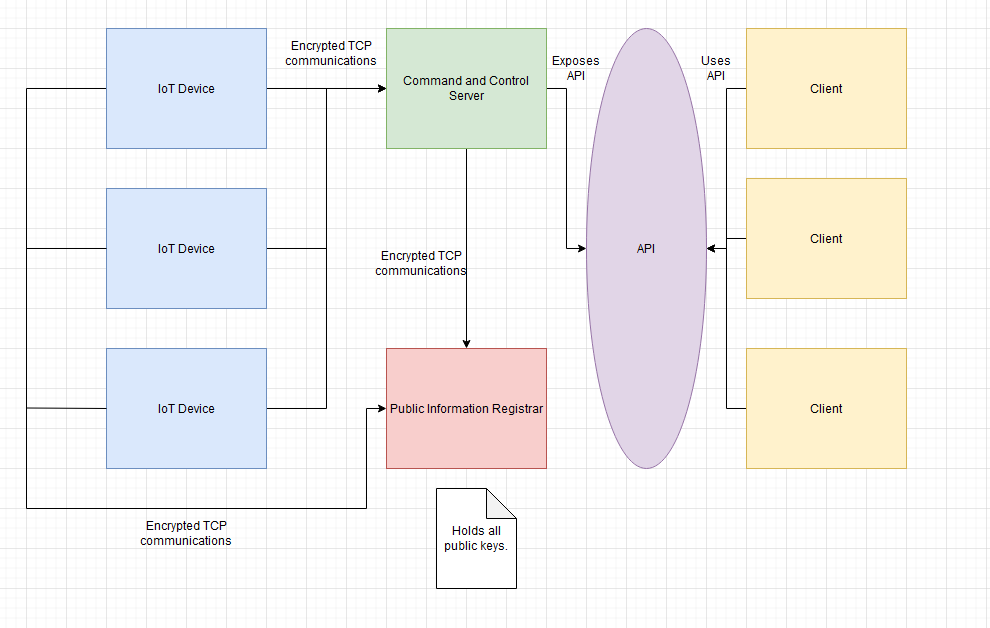 Encrypted TCP
communications
IoT Device
Command and Control
Server
Exposes
API
Uses
API
Client
IoT Device
Encrypted TCP
communications
API
Client
IoT Device
Public Information Registrar
Client
Encrypted TCP
communications
Holds all
public keys.